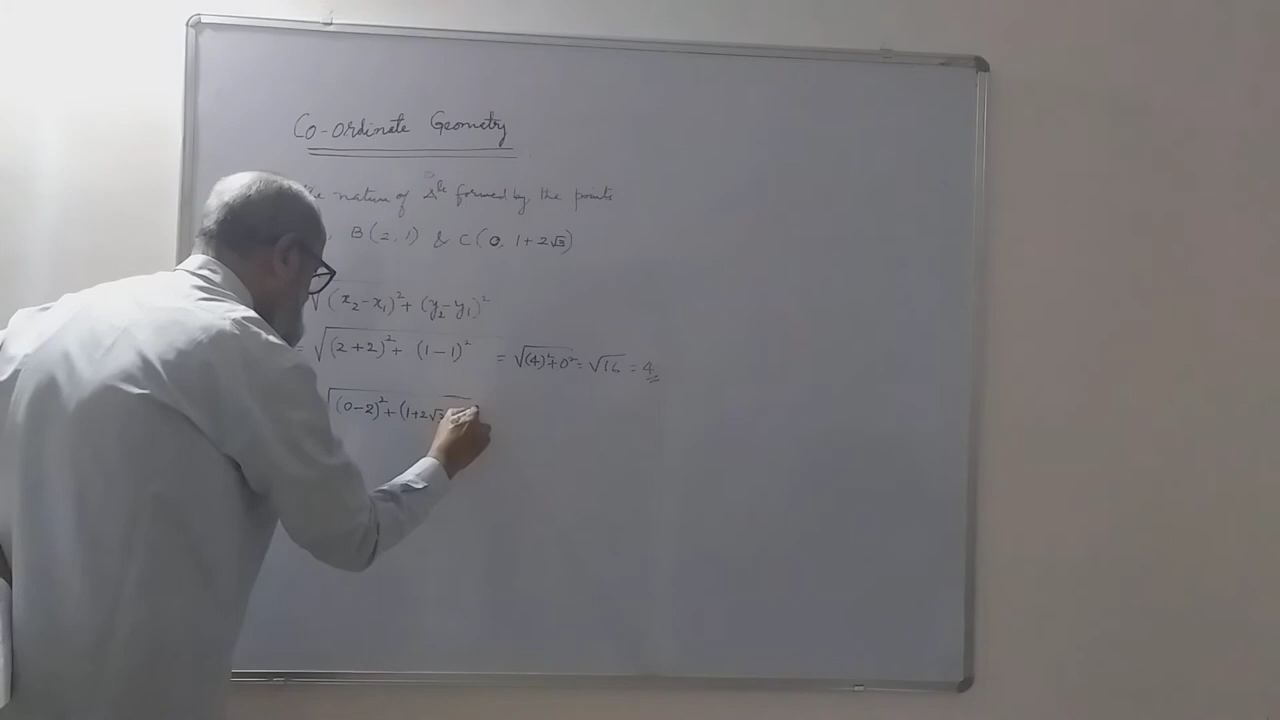 Co-ordinate Geometry
the nature of Δle formed by the points
B(2, 1) & C(0, 1+2√3)
√(x₂-x₁)²+ (y₂-y₁)²
= √(2+2)²+ (1-1)² = √(4)²+0² = √16 = 4
√(0-2)²+(1+2√3